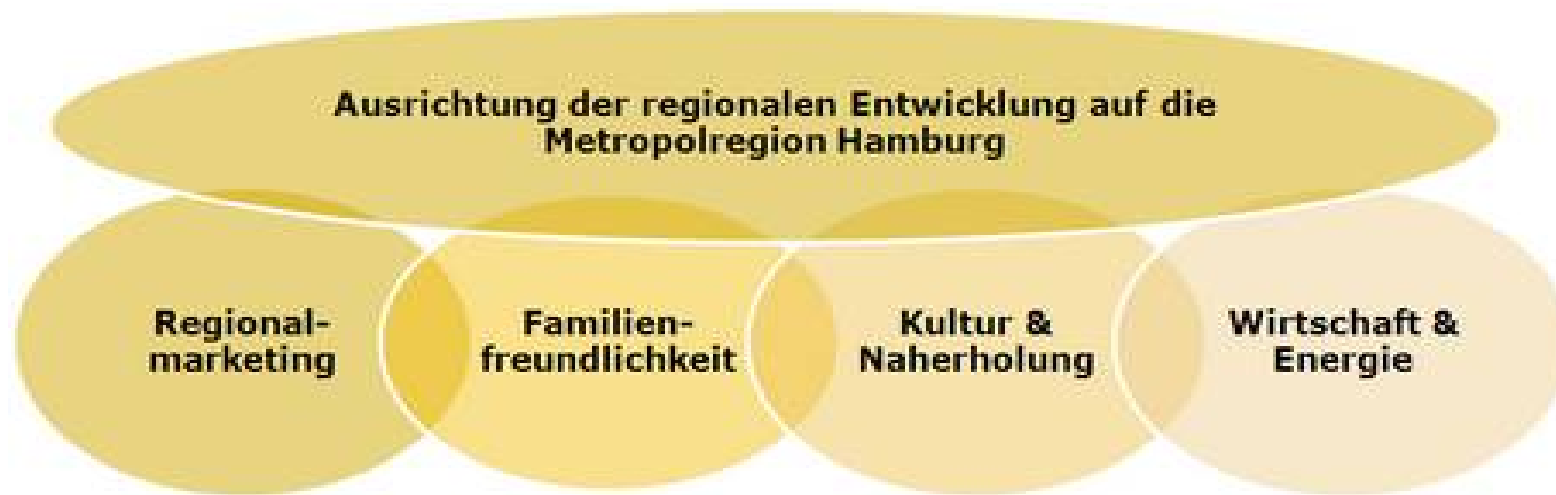 Ausrichtung der regionalen Entwicklung auf die
Metropolregion Hamburg
Regional-
marketing
Familien-
freundlichkeit
Kultur &
Naherholung
Wirtschaft &
Energie